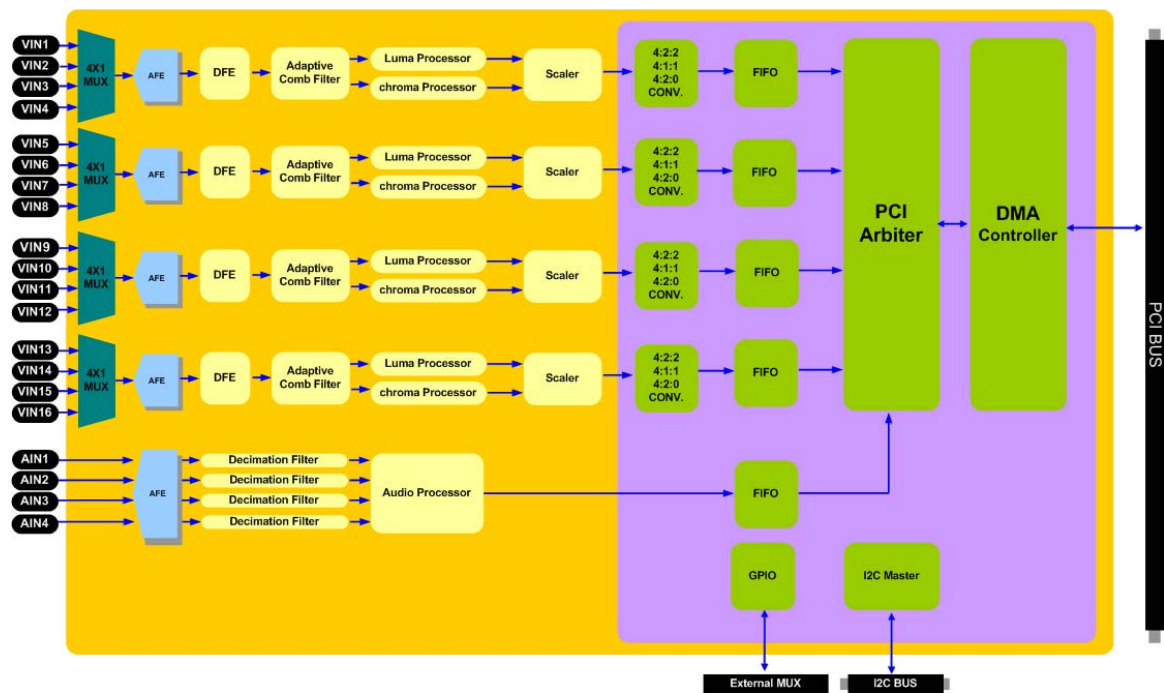 VIN1
VIN2
VIN3
VIN4
4X1
MUX
AFE
DFE
Adaptive
Comb Filter
Luma Processor
chroma Processor
Scaler
4:2:2
4:1:1
4:2:0
CONV.
FIFO
VIN5
VIN6
VIN7
VIN8
4X1
MUX
AFE
DFE
Adaptive
Comb Filter
Luma Processor
chroma Processor
Scaler
4:2:2
4:1:1
4:2:0
CONV.
FIFO
PCI
Arbiter
DMA
Controller
VIN9
VIN10
VIN11
VIN12
4X1
MUX
AFE
DFE
Adaptive
Comb Filter
Luma Processor
chroma Processor
Scaler
4:2:2
4:1:1
4:2:0
CONV.
FIFO
PCI BUS
VIN13
VIN14
VIN15
VIN16
4X1
MUX
AFE
DFE
Adaptive
Comb Filter
Luma Processor
chroma Processor
Scaler
4:2:2
4:1:1
4:2:0
CONV.
FIFO
AIN1
AIN2
AIN3
AIN4
AFE
Decimation Filter
Decimation Filter
Decimation Filter
Decimation Filter
Audio Processor
FIFO
GPIO
I2C Master
External MUX
I2C BUS